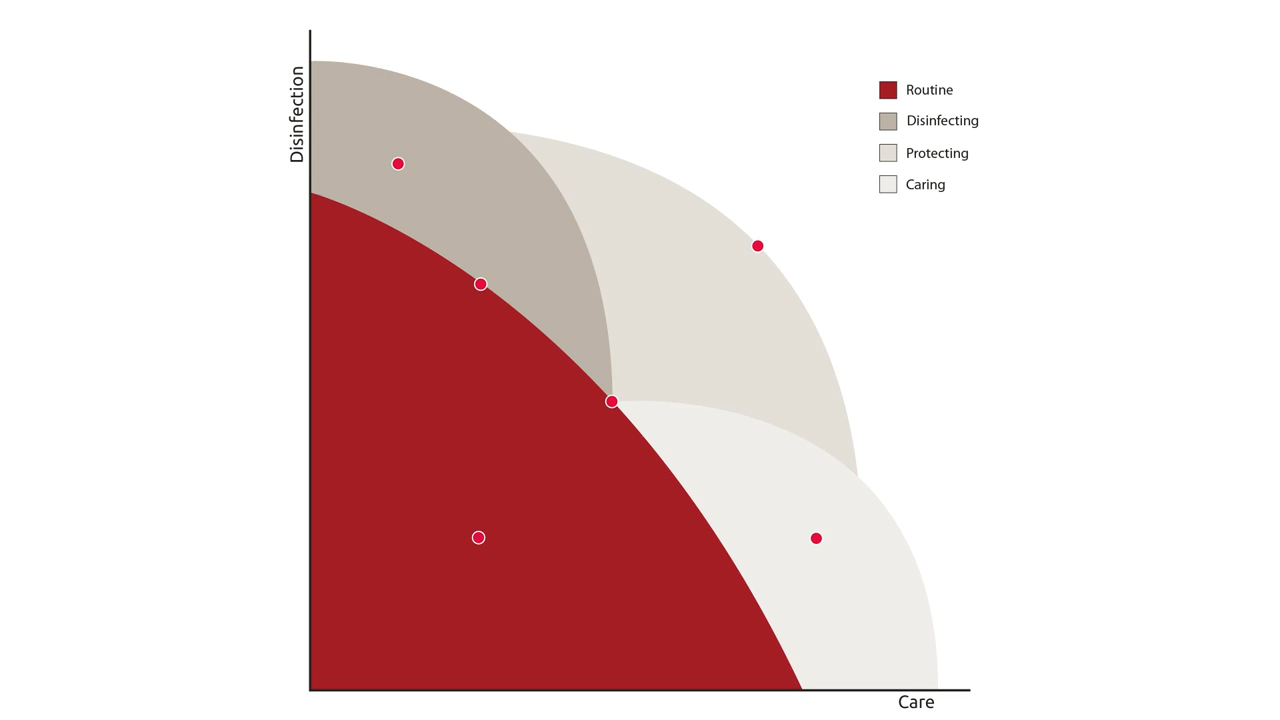 Disinfection
Routine
Disinfecting
Protecting
Caring
Care